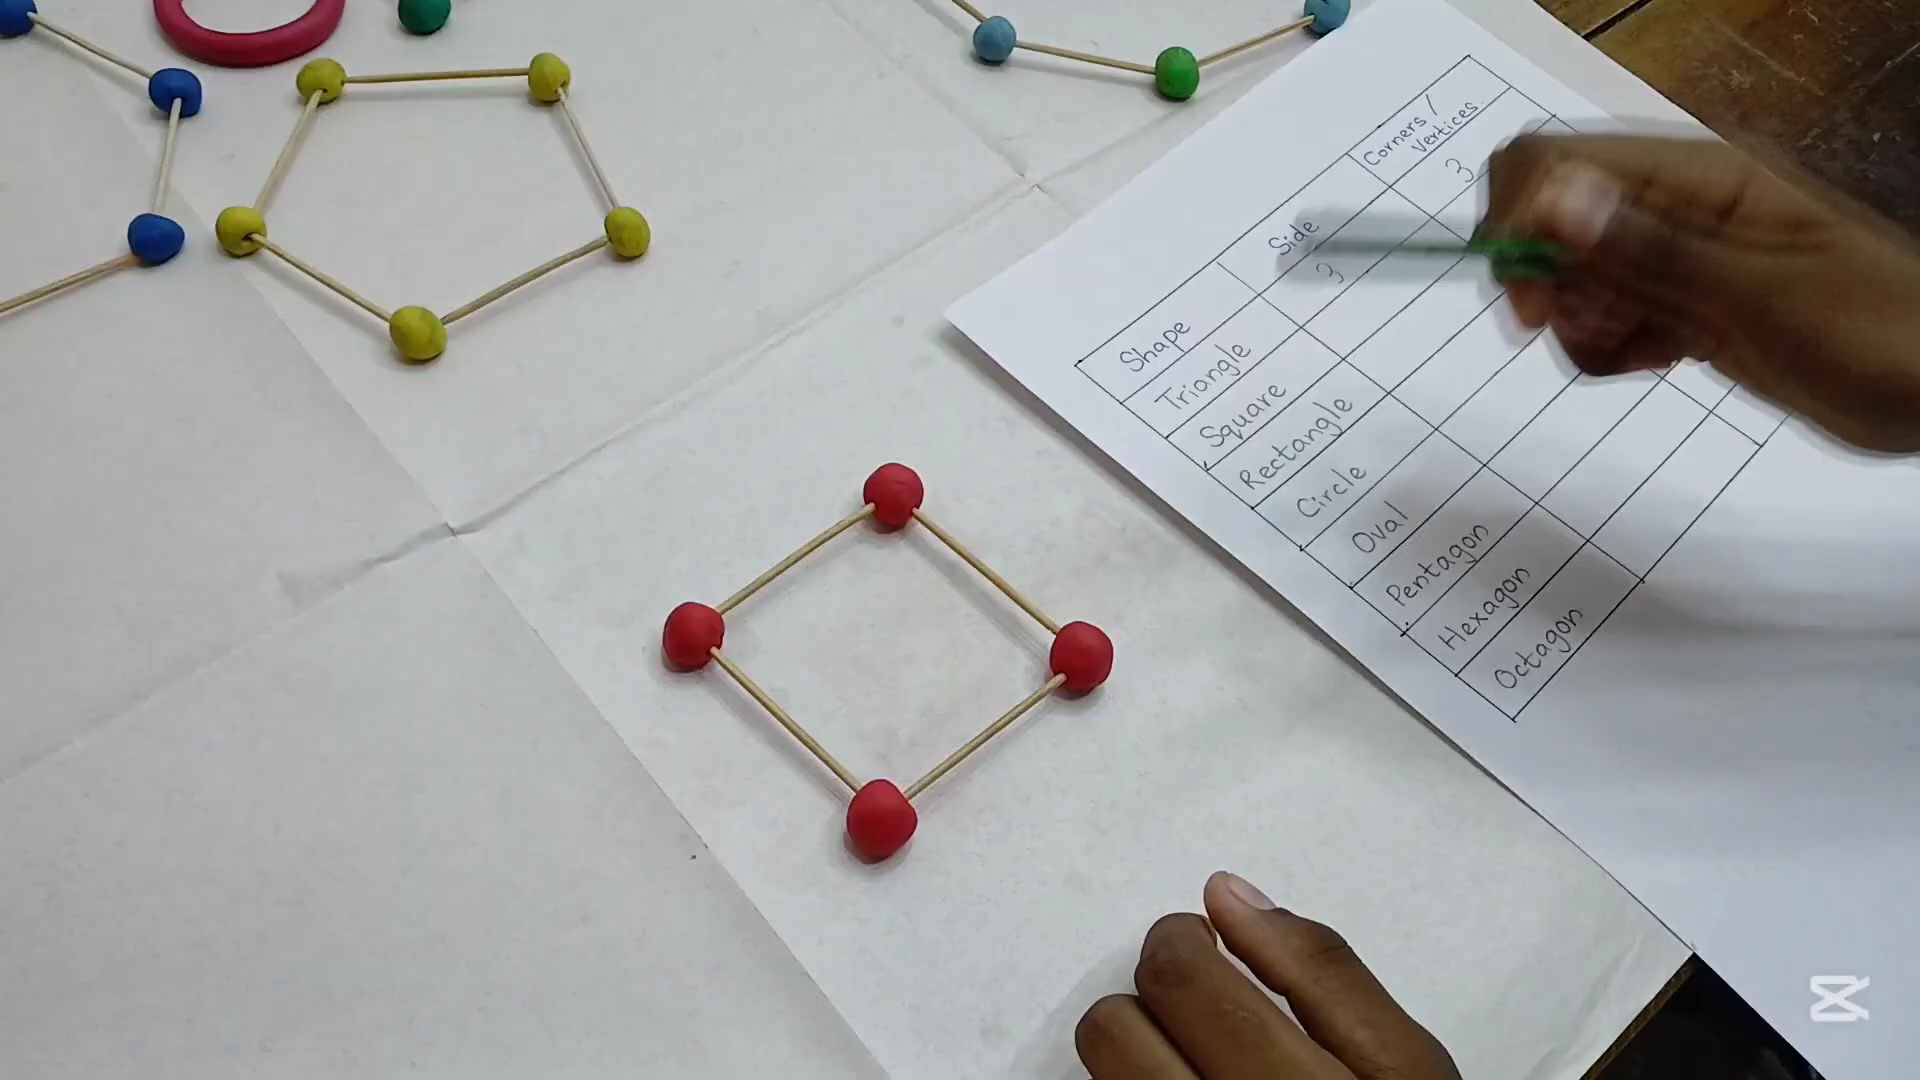 Shape Side Corners /
Vertices.
Triangle 3 3
Square
Rectangle
Circle
Oval
Pentagon
Hexagon
Octagon